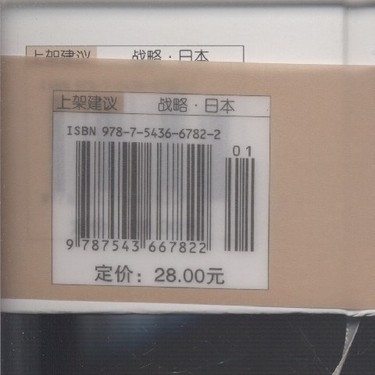 上架建议 战略·日本
上架建议 战略·日本
ISBN 978-7-5436-6782-2
01
9 787543 667822
定价：28.00元